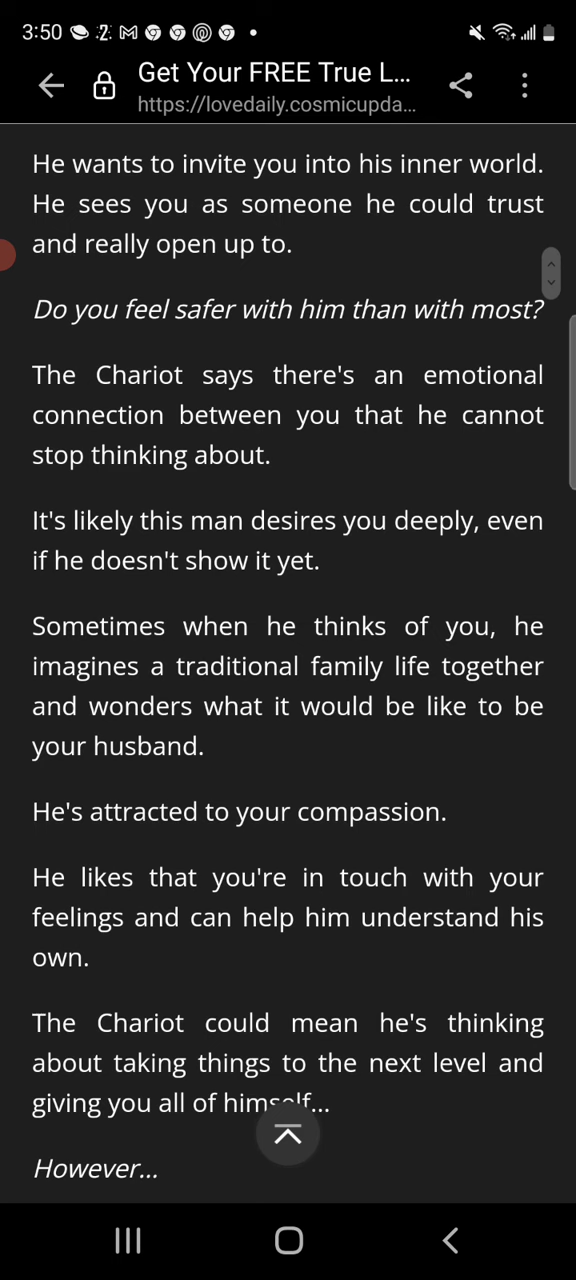 3:50
Get Your FREE True L...
https://lovedaily.cosmicupda...
He wants to invite you into his inner world.
He sees you as someone he could trust
and really open up to.
Do you feel safer with him than with most?
The Chariot says there's an emotional
connection between you that he cannot
stop thinking about.
It's likely this man desires you deeply, even
if he doesn't show it yet.
Sometimes when he thinks of you, he
imagines a traditional family life together
and wonders what it would be like to be
your husband.
He's attracted to your compassion.
He likes that you're in touch with your
feelings and can help him understand his
own.
The Chariot could mean he's thinking
about taking things to the next level and
giving you all of himself...
However...